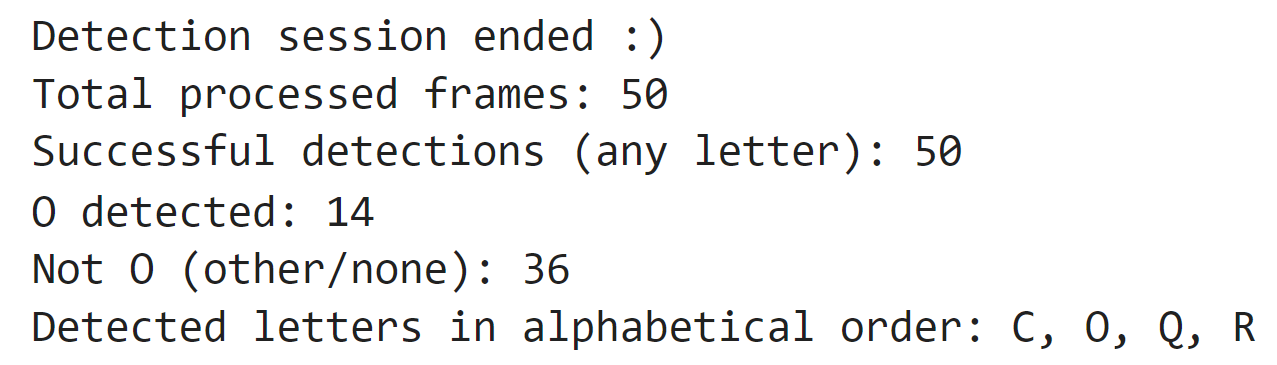 Detection session ended :)
Total processed frames: 50
Successful detections (any letter): 50
O detected: 14
Not O (other/none): 36
Detected letters in alphabetical order: C, O, Q, R